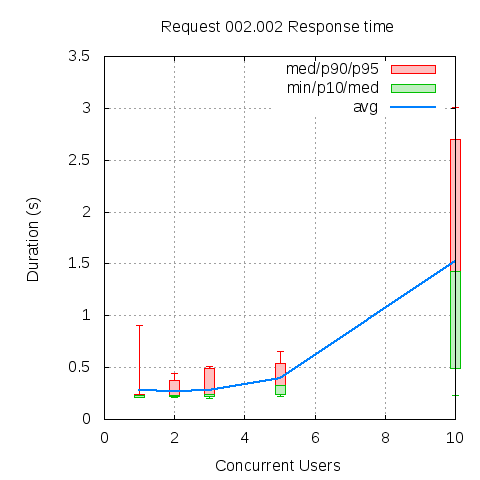 Request 002.002 Response time
med/p90/p95
min/p10/med
avg
Duration (s)
3.5
3
2.5
2
1.5
1
0.5
0
0 2 4 6 8 10
Concurrent Users